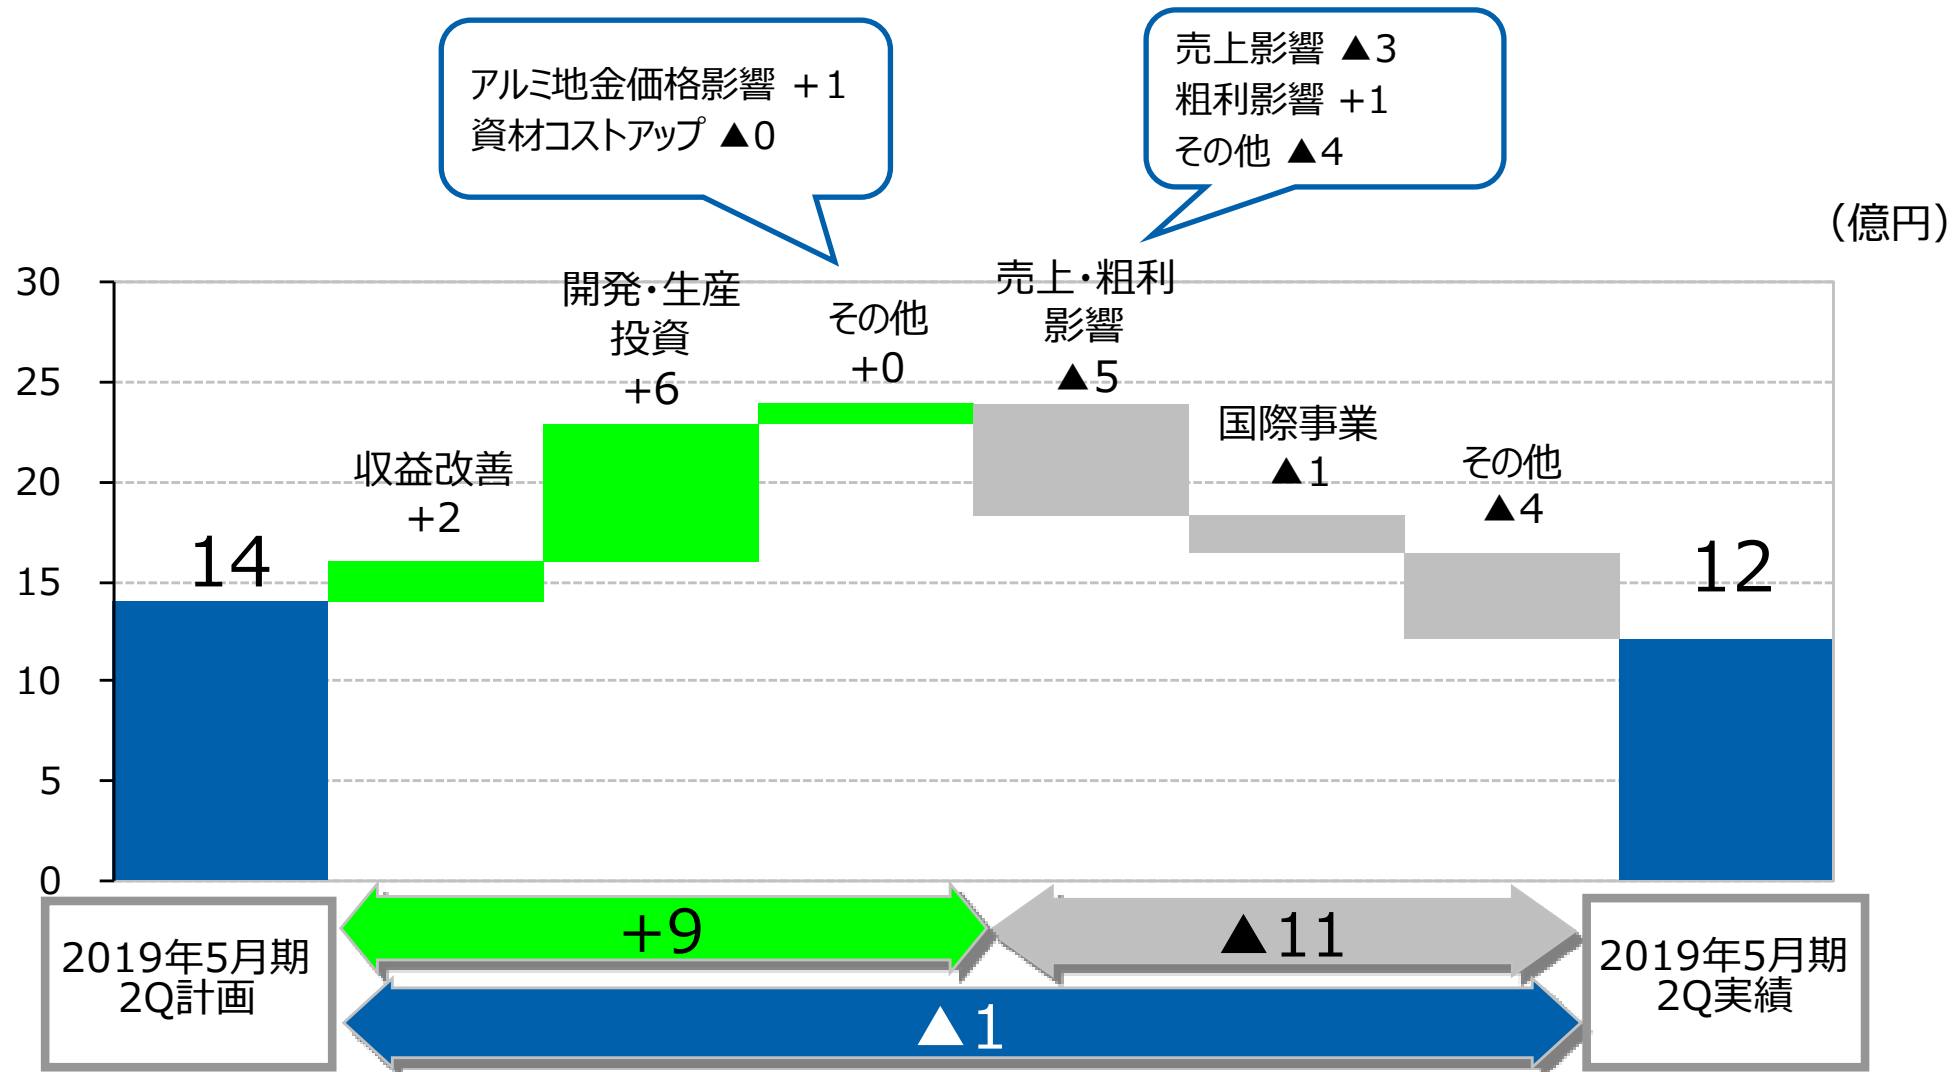 アルミ地金価格影響 +1
資材コストアップ ▲0
売上影響 ▲3
粗利影響 +1
その他 ▲4
(億円)
30
25
20
15
10
5
0
14
収益改善
+2
開発・生産
投資
+6
その他
+0
売上・粗利
影響
▲5
国際事業
▲1
その他
▲4
12
2019年5月期
2Q計画
+9
▲11
▲1
2019年5月期
2Q実績